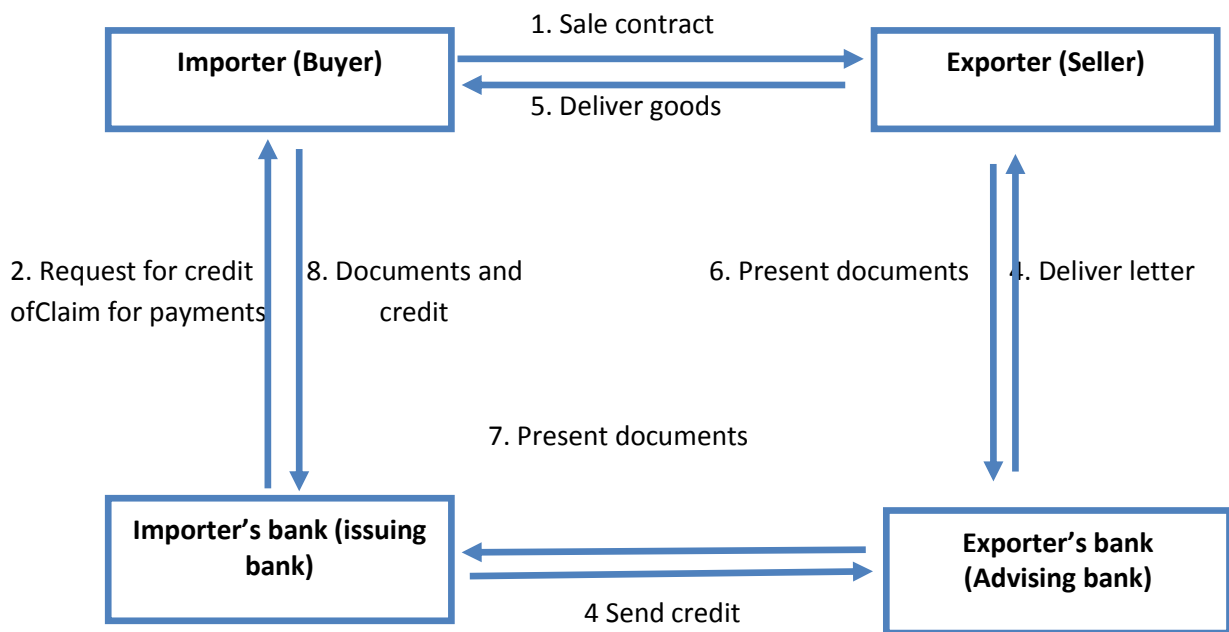 1. Sale contract
Importer (Buyer)
Exporter (Seller)
5. Deliver goods
2. Request for credit
ofClaim for payments
8. Documents and
credit
6. Present documents
4. Deliver letter
7. Present documents
Importer’s bank (issuing
bank)
Exporter’s bank
(Advising bank)
4 Send credit